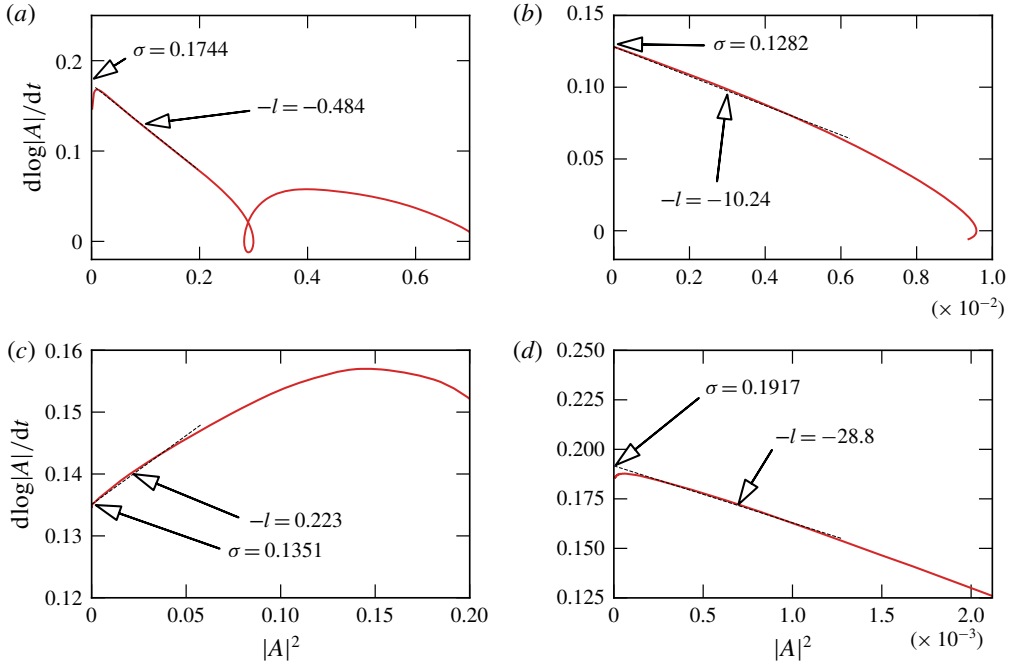 (a)
σ = 0.1744
−l = −0.484
dlog|A|/dt
0.2
0.1
0
0
0.2
0.4
0.6
(b)
σ = 0.1282
−l = −10.24
0.15
0.10
0.05
0
0
0.2
0.4
0.6
0.8
1.0
(× 10−2)
(c)
−l = 0.223
σ = 0.1351
dlog|A|/dt
0.16
0.15
0.14
0.13
0.12
0
0.05
0.10
0.15
0.20
|A|2
(d)
σ = 0.1917
−l = −28.8
0.250
0.225
0.200
0.175
0.150
0.125
0
0.5
1.0
1.5
2.0
|A|2
(× 10−3)